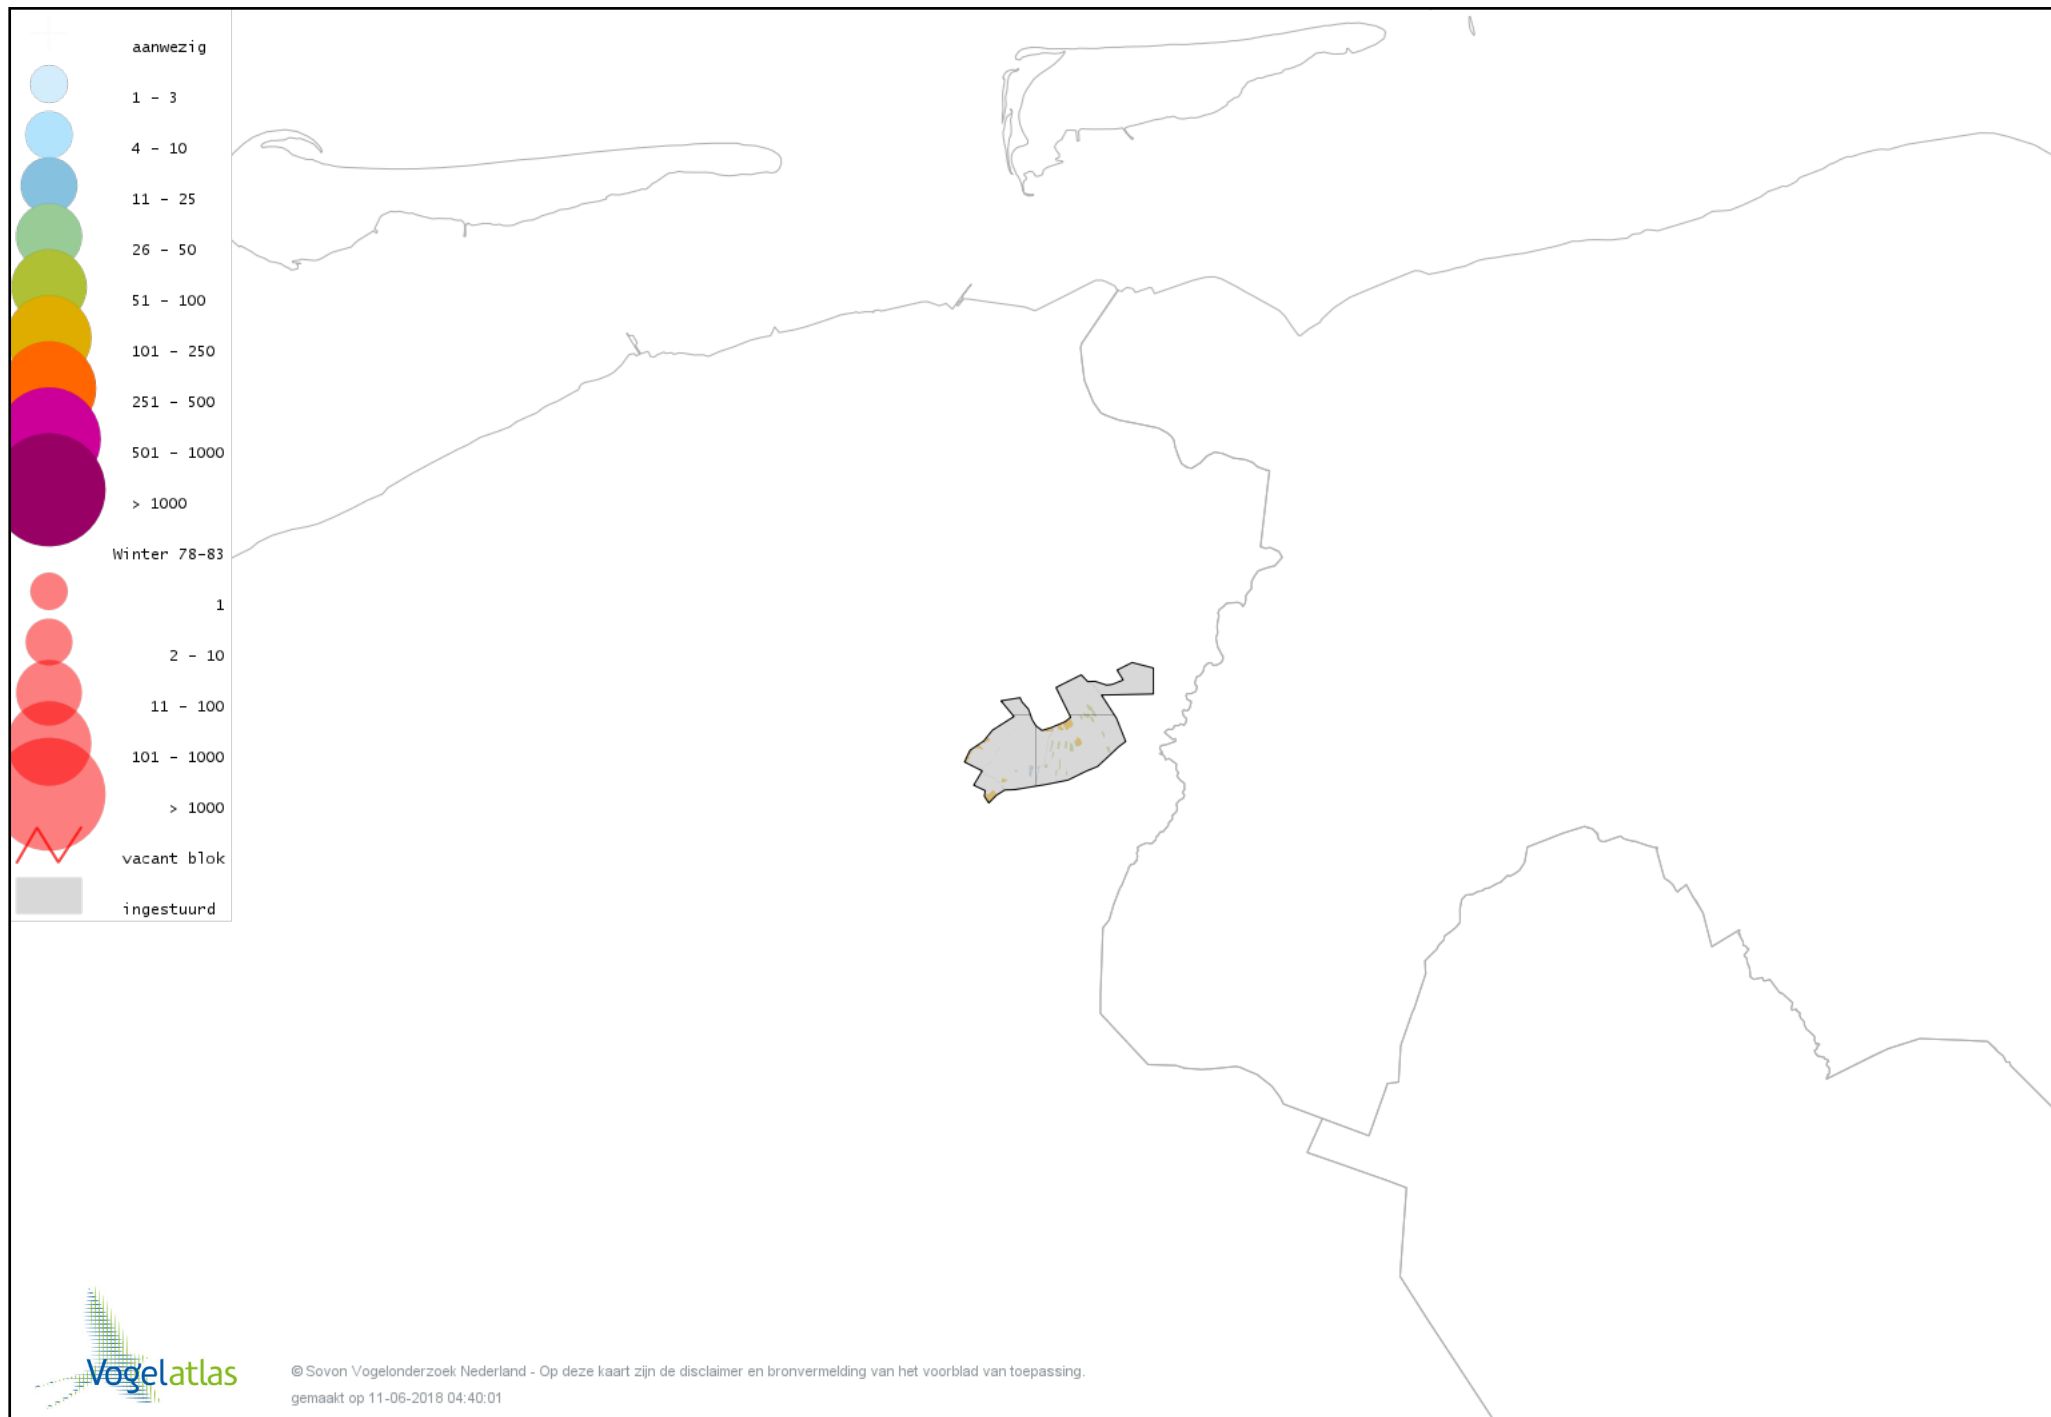 aanwezig
1 - 3
4 - 10
11 - 25
26 - 50
51 - 100
101 - 250
251 - 500
501 - 1000
> 1000
Winter 78-83
1
2 - 10
11 - 100
101 - 1000
> 1000
vacant blok
ingestuurd
Vogelatlas
© Sovon Vogelonderzoek Nederland - Op deze kaart zijn de disclaimer en bronvermelding van het voorblad van toepassing.
gemaakt op 11-06-2018 04:40:01